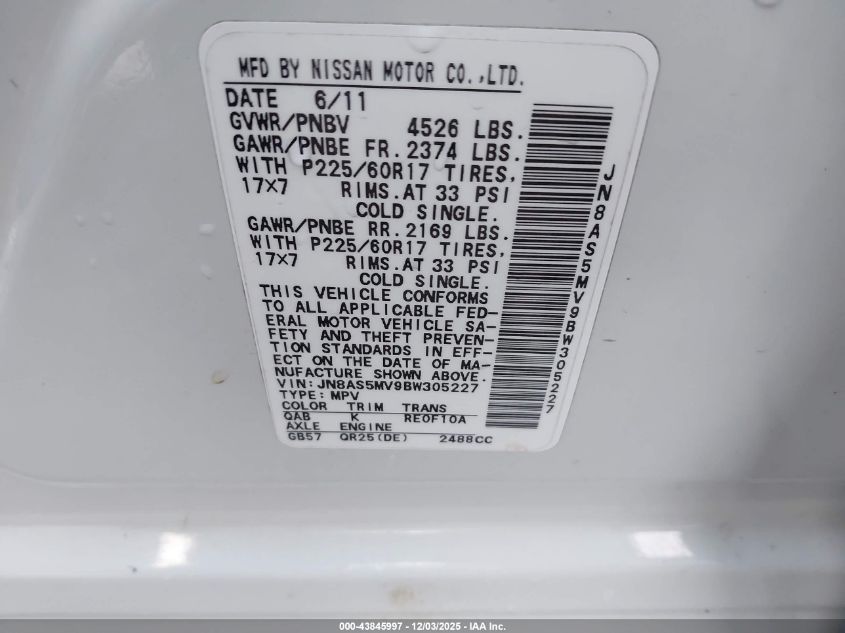 MFD BY NISSAN MOTOR CO.,LTD.
DATE 6/11
GVWR/PNBV 4526 LBS.
GAWR/PNBE FR. 2374 LBS.
WITH P225/60R17 TIRES,
17×7 RIMS. AT 33 PSI
COLD SINGLE.
GAWR/PNBE RR. 2169 LBS.
WITH P225/60R17 TIRES,
17×7 RIMS. AT 33 PSI
COLD SINGLE.
THIS VEHICLE CONFORMS
TO ALL APPLICABLE FED-
ERAL MOTOR VEHICLE SA-
FETY AND THEFT PREVEN-
TION STANDARDS IN EFF-
ECT ON THE DATE OF MA-
NUFACTURE SHOWN ABOVE.
VIN: JN8AS5MV9BW305227
TYPE: MPV
COLOR TRIM TRANS
QAB K RE0F10A
AXLE ENGINE
GB57 QR25(DE) 2488CC
JN8AS5MV9BW305227
000-43845997 - 12/03/2025 - IAA Inc.